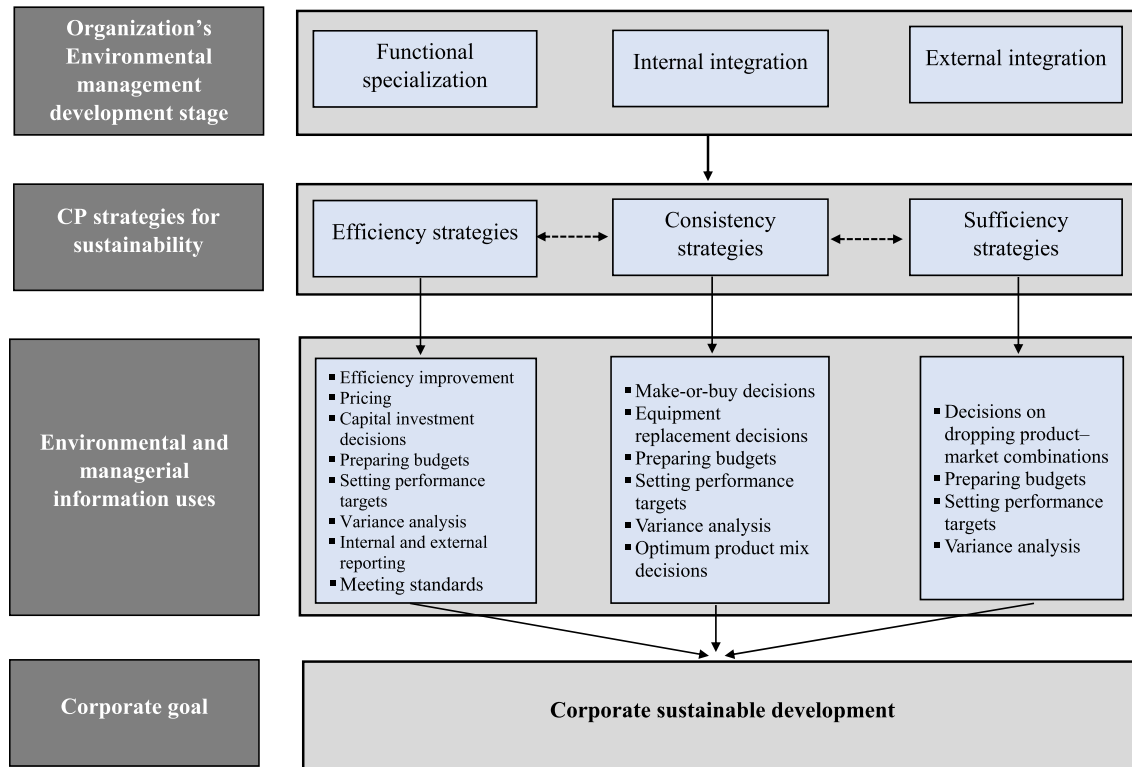 Organization’s
Environmental
management
development stage
Functional
specialization
Internal integration
External integration
CP strategies for
sustainability
Efficiency strategies
Consistency
strategies
Sufficiency
strategies
Environmental and
managerial
information uses
▪ Efficiency improvement
▪ Pricing
▪ Capital investment
decisions
▪ Preparing budgets
▪ Setting performance
targets
▪ Variance analysis
▪ Internal and external
reporting
▪ Meeting standards
▪ Make-or-buy decisions
▪ Equipment
replacement decisions
▪ Preparing budgets
▪ Setting performance
targets
▪ Variance analysis
▪ Optimum product mix
decisions
▪ Decisions on
dropping product–
market combinations
▪ Preparing budgets
▪ Setting performance
targets
▪ Variance analysis
Corporate goal
Corporate sustainable development